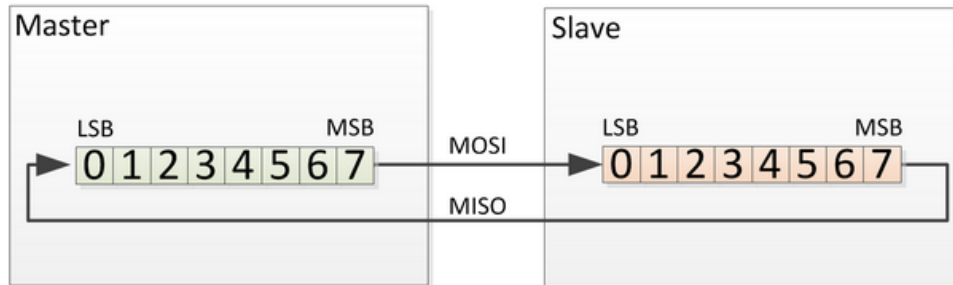 Master
Slave
LSB MSB
MOSI
LSB MSB
0 1 2 3 4 5 6 7
0 1 2 3 4 5 6 7
MISO